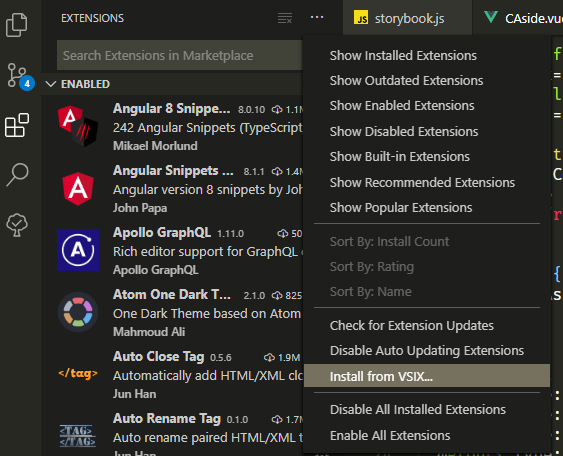 EXTENSIONS
Search Extensions in Marketplace
ENABLED
4
Angular 8 Snippe... 8.0.10 1.1M
242 Angular Snippets (TypeScript
Mikael Morlund
Angular Snippets 8.1.1 1.4M
Angular version 8 snippets by Joh
John Papa
Apollo GraphQL 1.11.0 50
Rich editor support for GraphQL
Apollo GraphQL
Atom One Dark T... 2.1.0 825
One Dark Theme based on Atom
Mahmoud Ali
</tag>
Auto Close Tag 0.5.6 1.9M
Automatically add HTML/XML clo
Jun Han
<TAG>
<TAG>
Auto Rename Tag 0.1.0 1.7
Auto rename paired HTML/XML t
Jun Han
JS storybook.js
CAside.vue
Show Installed Extensions
Show Outdated Extensions
Show Enabled Extensions
Show Disabled Extensions
Show Built-in Extensions
Show Recommended Extensions
Show Popular Extensions
Sort By: Install Count
Sort By: Rating
Sort By: Name
Check for Extension Updates
Disable Auto Updating Extensions
Install from VSIX...
Disable All Installed Extensions
Enable All Extensions